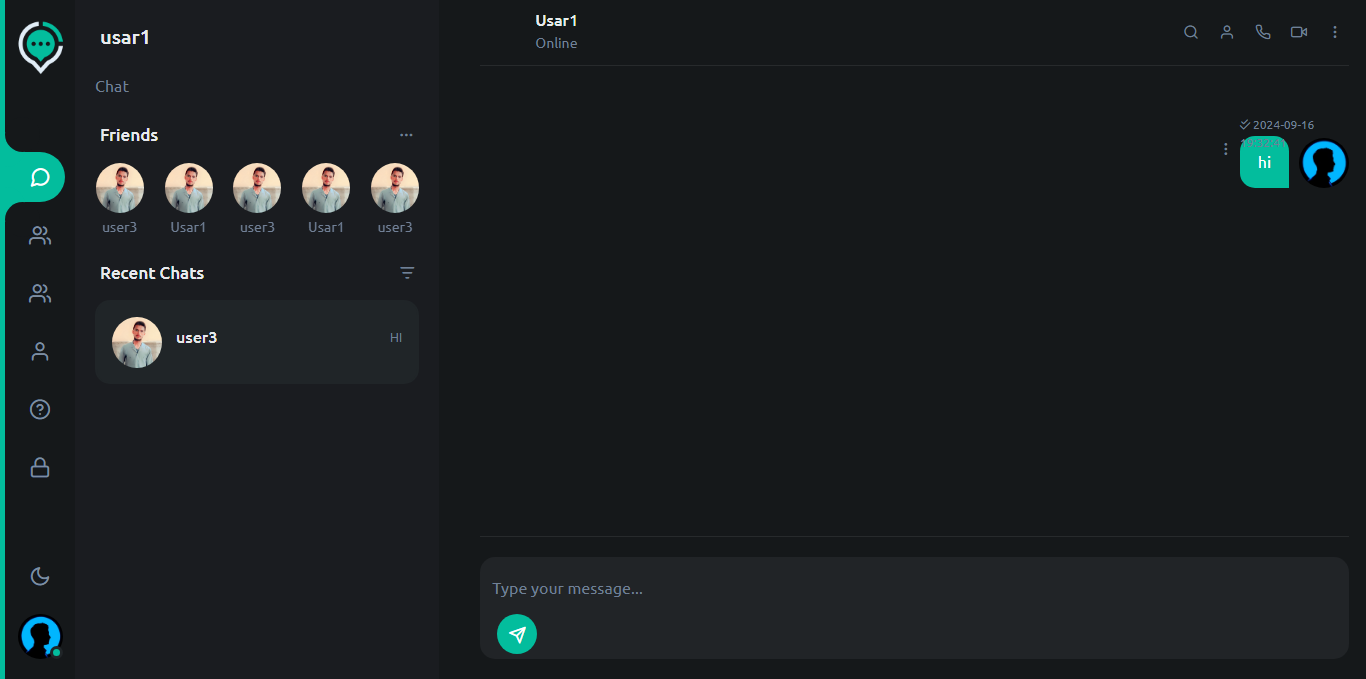 usar1
Chat
Friends
user3 Usar1 user3 Usar1 user3
Recent Chats
user3 HI
Usar1
Online
2024-09-16
hi
Type your message...